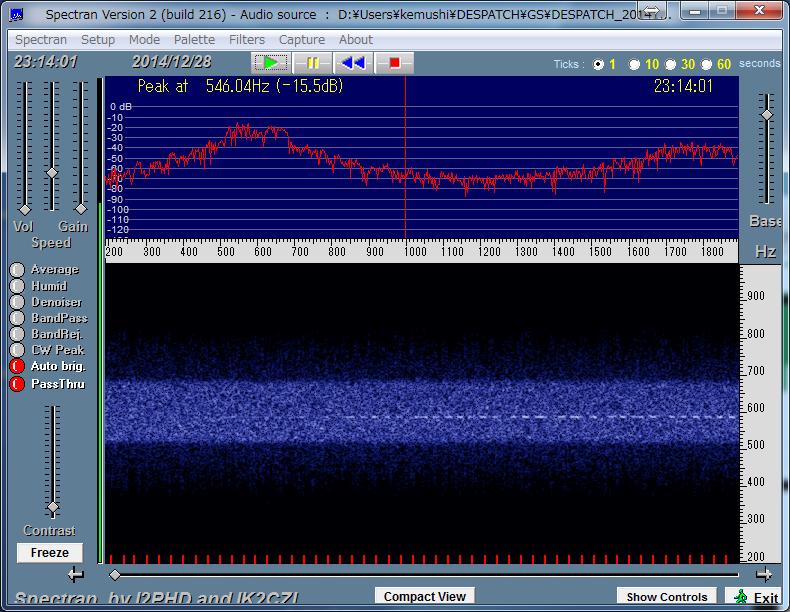 Spectran Version 2 (build 216) - Audio source : D:¥Users¥kemushi¥DESPATCH¥GS¥DESPATCH_2014
Spectran Setup Mode Palette Filters Capture About
23:14:01 2014/12/28 Ticks : 1 10 30 60 seconds
Peak at 546.04Hz (-15.5dB) 23:14:01
0 dB
-10
-20
-30
-40
-50
-60
-70
-80
-90
-100
-110
-120
Vol Gain
Speed
Base
200 300 400 500 600 700 800 900 1000 1100 1200 1300 1400 1500 1600 1700 1800 Hz
Average
Humid
Denoiser
BandPass
BandRej.
CW Peak
Auto brig.
PassThru
900
800
700
600
500
400
300
200
Contrast
Freeze
Spectran by I2PHD and IK2CZL
Compact View
Show Controls
Exit